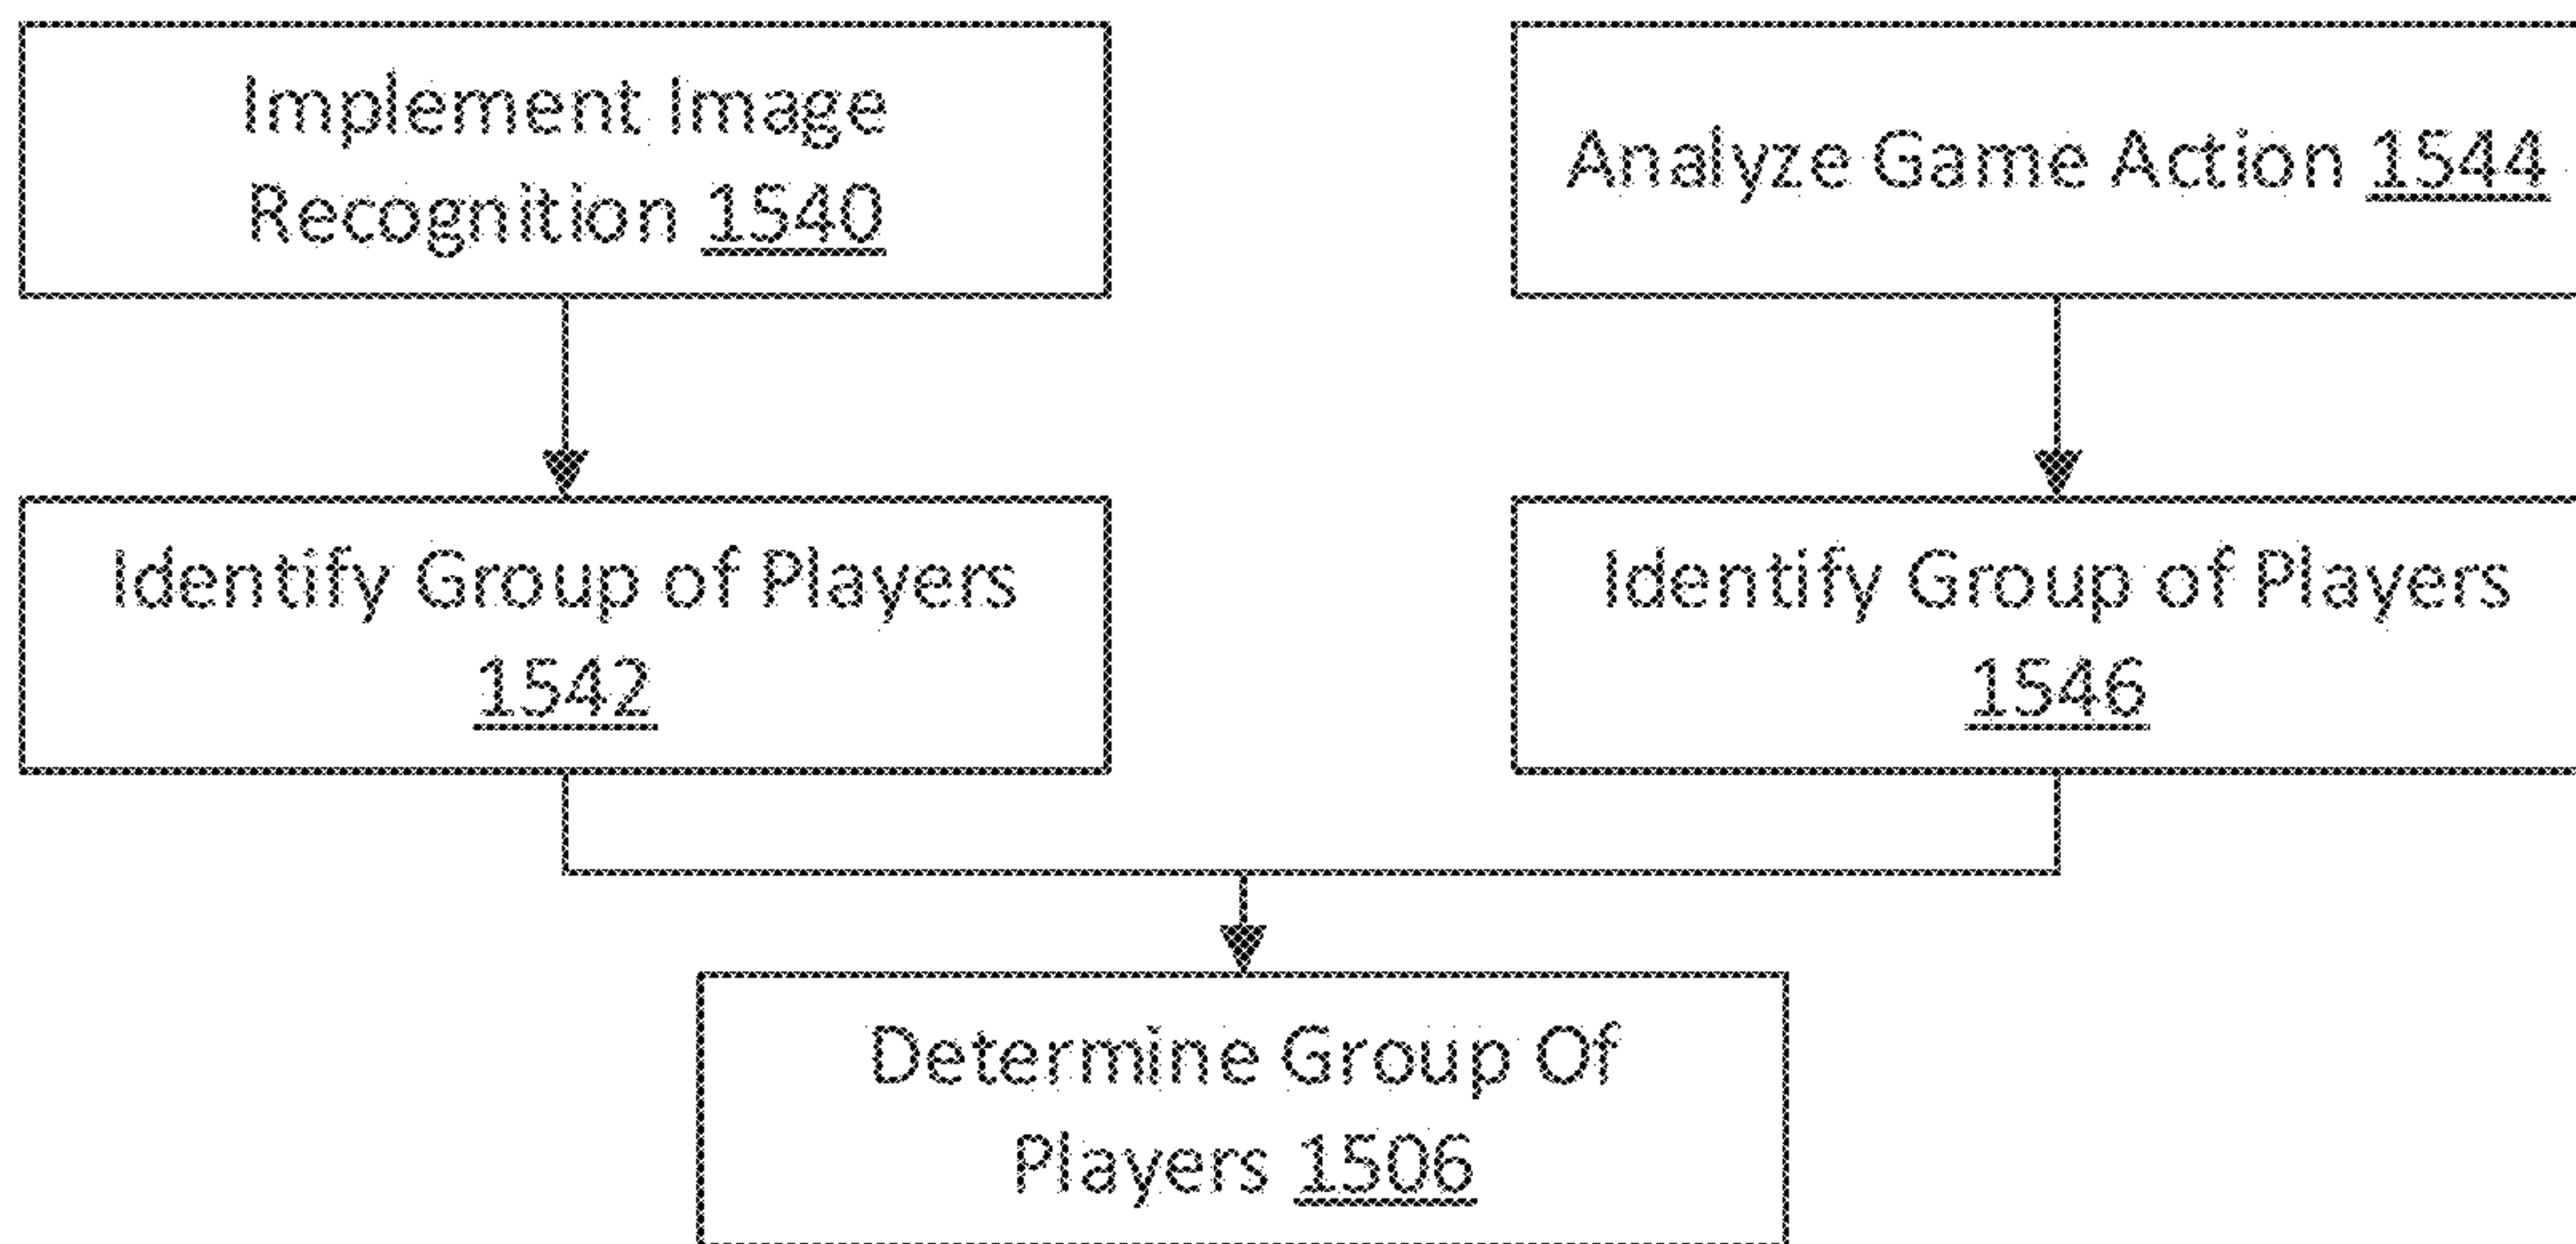 Implement Image
Recognition 1540
Analyze Game Action 1544
Identify Group of Players
1542
Identify Group of Players
1546
Determine Group Of
Players 1506